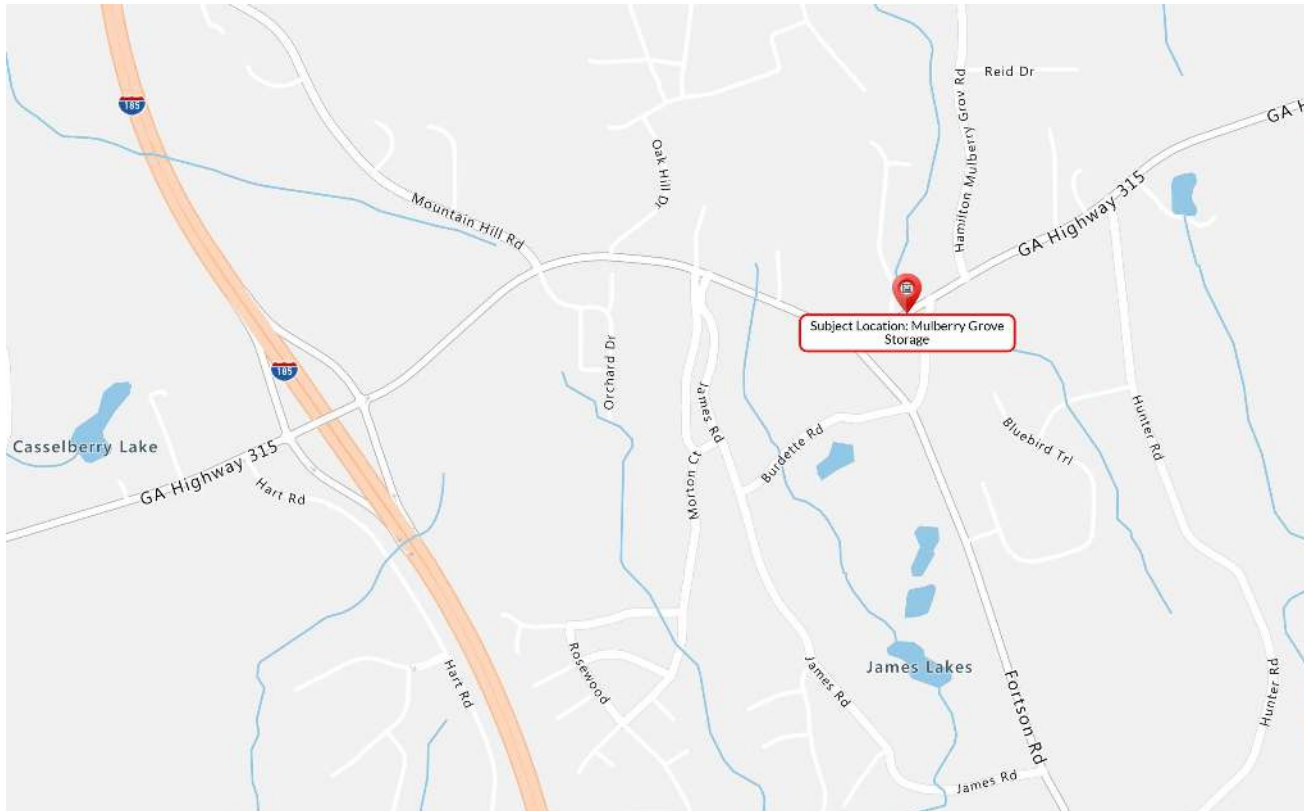 185
Reid Dr
GA H
Hamilton Mulberry Grov Rd
Oak Hill Dr
GA Highway 315
Mountain Hill Rd
Subject Location: Mulberry Grove
Storage
185
Orchard Dr
James Rd
Hunter Rd
Burdette Rd
Bluebird Trl
Casselberry Lake
GA Highway 315
Hart Rd
Morton Ct
Rosewood
Hart Rd
James Rd
James Lakes
Fortson Rd
Hunter Rd
James Rd